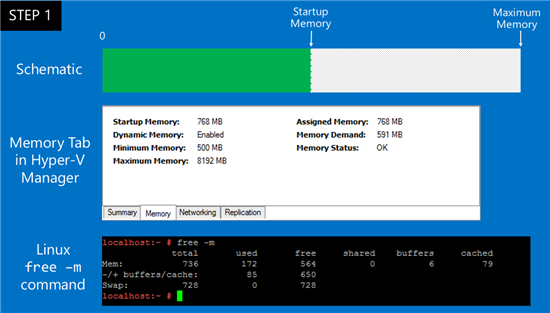 STEP 1
Startup
Memory
Maximum
Memory
0
Schematic
Memory Tab
in Hyper-V
Manager
Startup Memory: 768 MB
Dynamic Memory: Enabled
Minimum Memory: 500 MB
Maximum Memory: 8192 MB
Assigned Memory: 768 MB
Memory Demand: 591 MB
Memory Status: OK
Summary Memory Networking Replication
Linux
free -m
command
localhost:~ # free -m
total used free shared buffers cached
Mem: 736 172 564 0 6 79
-/+ buffers/cache: 85 650
Swap: 728 0 728
localhost:~ #